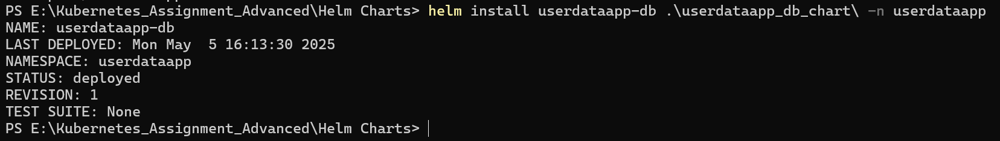 PS E:\Kubernetes_Assignment_Advanced\Helm Charts> helm install userdataapp-db .\userdataapp_db_chart\ -n userdataapp
NAME: userdataapp-db
LAST DEPLOYED: Mon May  5 16:13:30 2025
NAMESPACE: userdataapp
STATUS: deployed
REVISION: 1
TEST SUITE: None
PS E:\Kubernetes_Assignment_Advanced\Helm Charts>